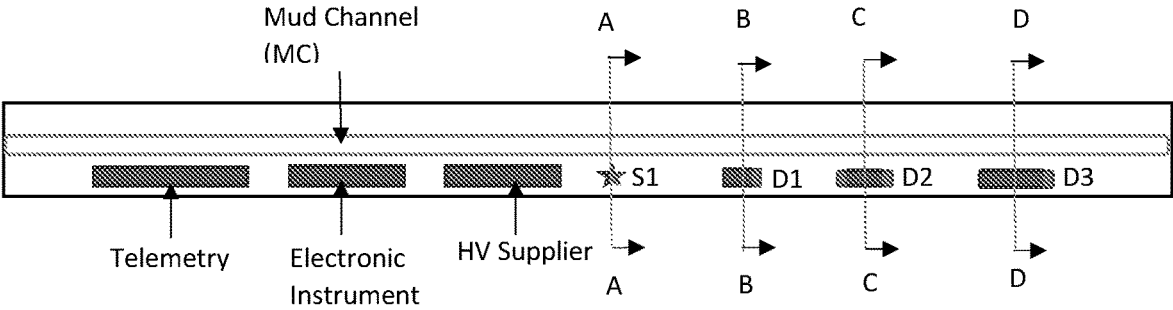 Mud Channel
(MC)
A
B
C
D
S1
D1
D2
D3
Telemetry
Electronic
Instrument
HV Supplier
A
B
C
D